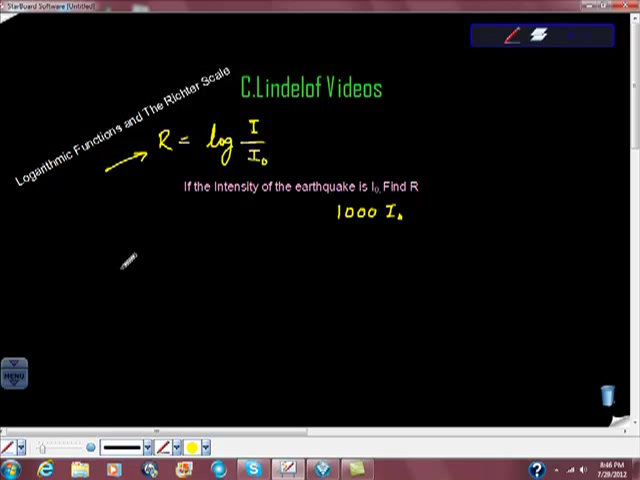 StarBoard Software [Untitled]
C.Lindelof Videos
Logarithmic Functions and The Richter Scale
R = log I/I₀
If the Intensity of the earthquake is I₀. Find R
1000 I₀
MENU
8:46 PM
7/29/2012